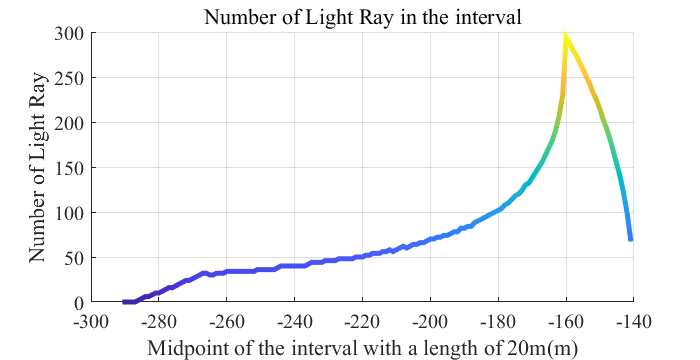 Number of Light Ray in the interval
Number of Light Ray
300
250
200
150
100
50
0
-300 -280 -260 -240 -220 -200 -180 -160 -140
Midpoint of the interval with a length of 20m(m)